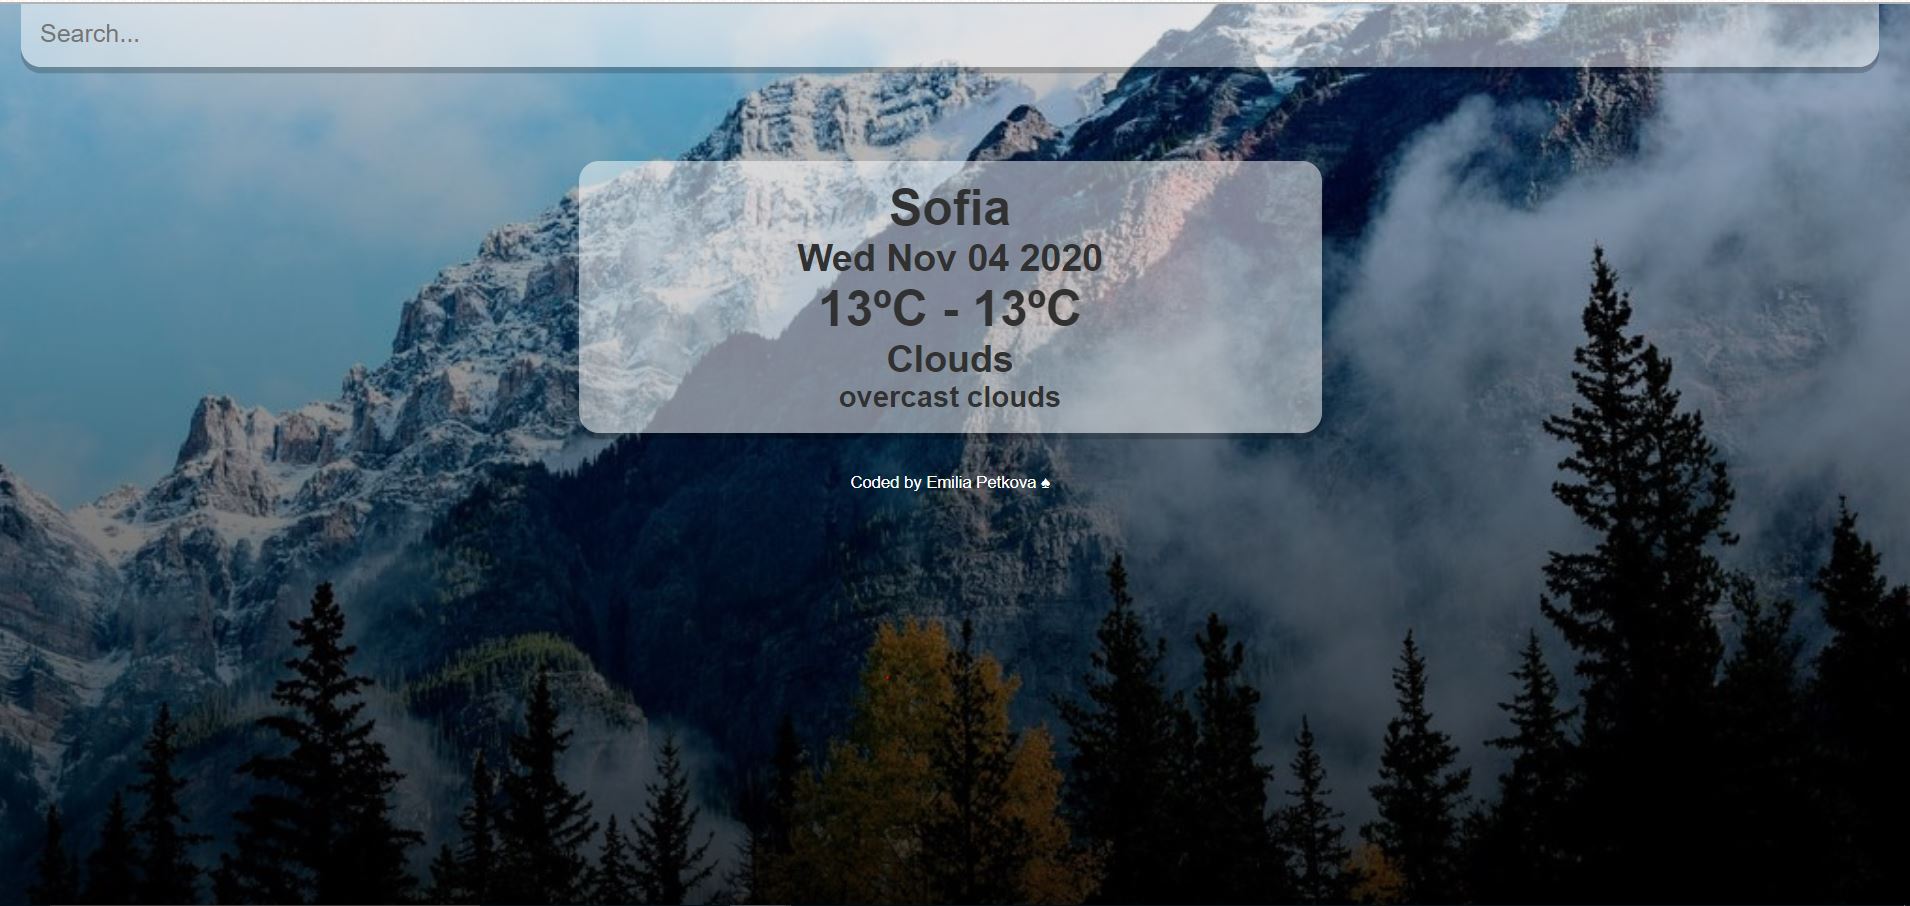 Search...
Sofia
Wed Nov 04 2020
13ºC - 13ºC
Clouds
overcast clouds
Coded by Emilia Petkova ♠